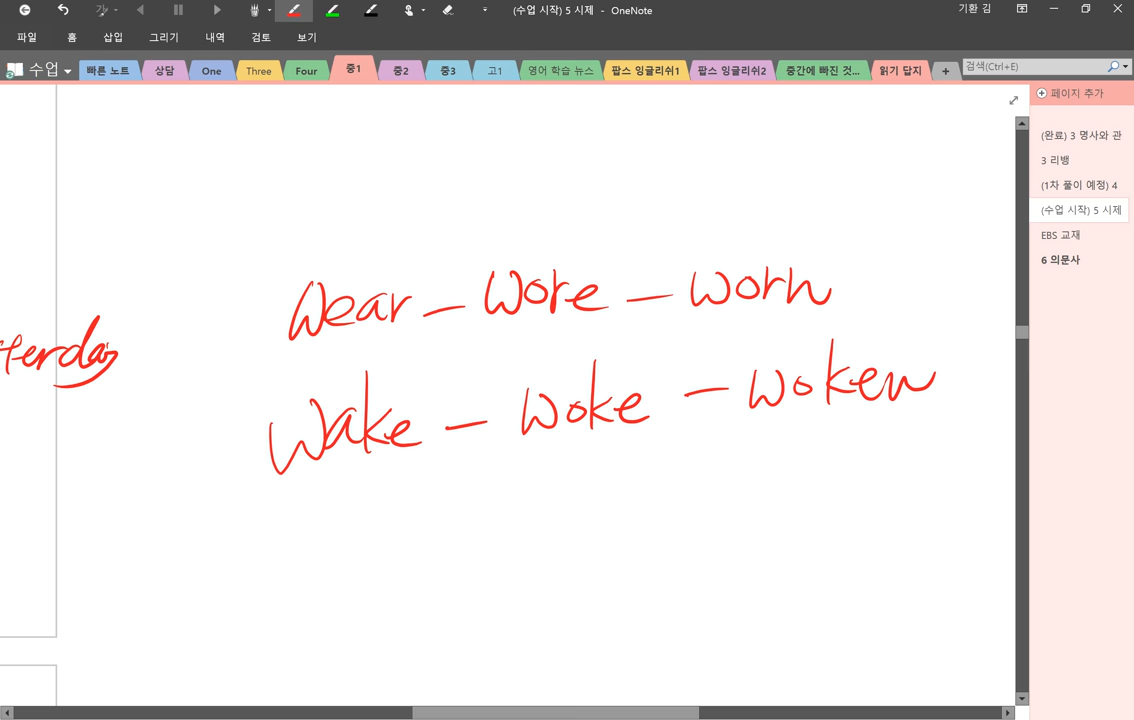 (수업 시작) 5 시제 - OneNote
기환 김
파일 홈 삽입 그리기 내역 검토 보기
수업 빠른 노트 상담 One Three Four 중1 중2 중3 고1 영어 학습 뉴스 팝스 잉글리쉬1 팝스 잉글리쉬2 중간에 빠진 것... 읽기 답지 + 검색(Ctrl+E)
페이지 추가
(완료) 3 명사와 관
3 리뱅
(1차 풀이 예정) 4
(수업 시작) 5 시제
EBS 교재
6 의문사
Wear – Wore – Worn
terday
Wake – Woke – Woken